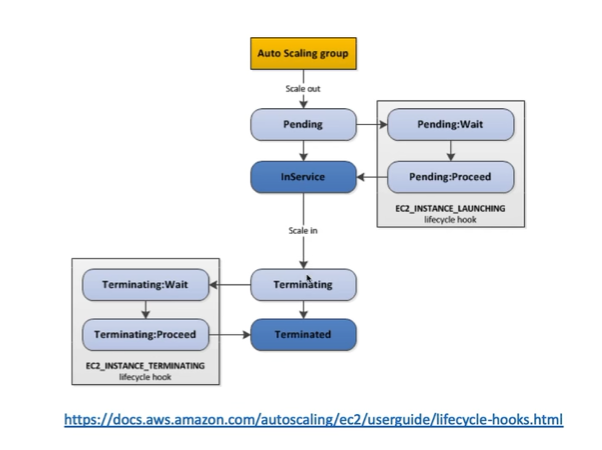 Auto Scaling group
Scale out
Pending
Pending:Wait
InService
Pending:Proceed
EC2_INSTANCE_LAUNCHING
lifecycle hook
Scale in
Terminating:Wait
Terminating
Terminating:Proceed
Terminated
EC2_INSTANCE_TERMINATING
lifecycle hook
https://docs.aws.amazon.com/autoscaling/ec2/userguide/lifecycle-hooks.html